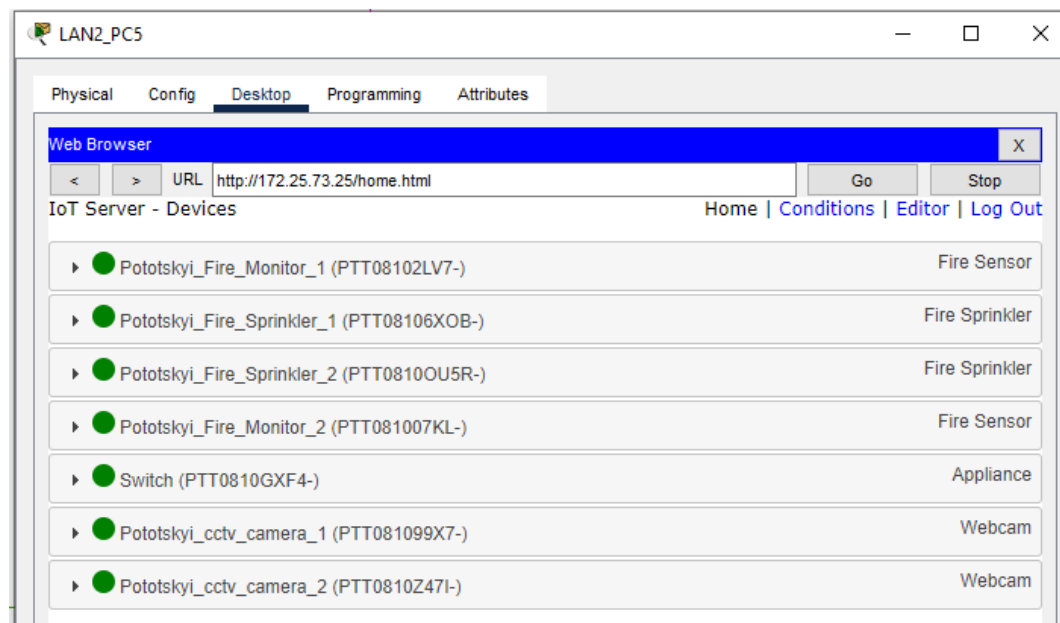 LAN2_PC5
Physical Config Desktop Programming Attributes
Web Browser X
< > URL http://172.25.73.25/home.html Go Stop
IoT Server - Devices Home | Conditions | Editor | Log Out
Pototskyi_Fire_Monitor_1 (PTT08102LV7-) Fire Sensor
Pototskyi_Fire_Sprinkler_1 (PTT08106XOB-) Fire Sprinkler
Pototskyi_Fire_Sprinkler_2 (PTT0810OU5R-) Fire Sprinkler
Pototskyi_Fire_Monitor_2 (PTT081007KL-) Fire Sensor
Switch (PTT0810GXF4-) Appliance
Pototskyi_cctv_camera_1 (PTT081099X7-) Webcam
Pototskyi_cctv_camera_2 (PTT0810Z47I-) Webcam